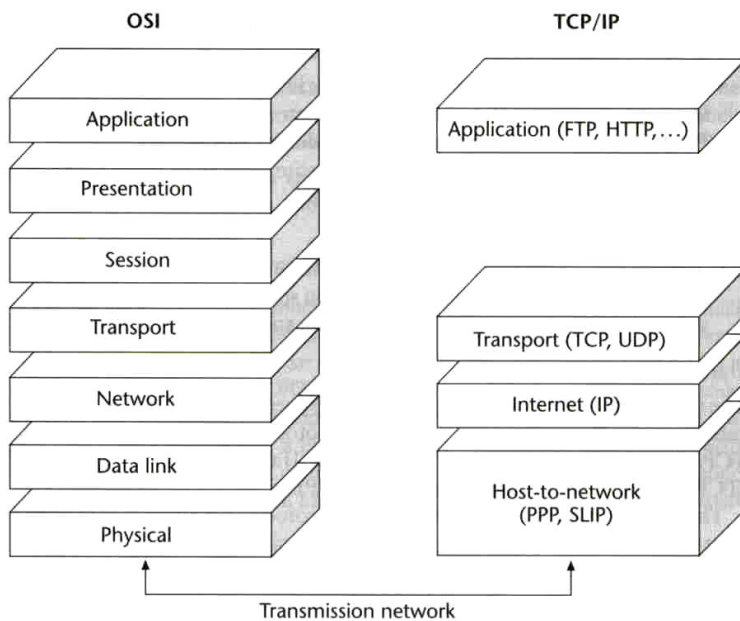 OSI
Application
Presentation
Session
Transport
Network
Data link
Physical
TCP/IP
Application (FTP, HTTP,...)
Transport (TCP, UDP)
Internet (IP)
Host-to-network
(PPP, SLIP)
Transmission network